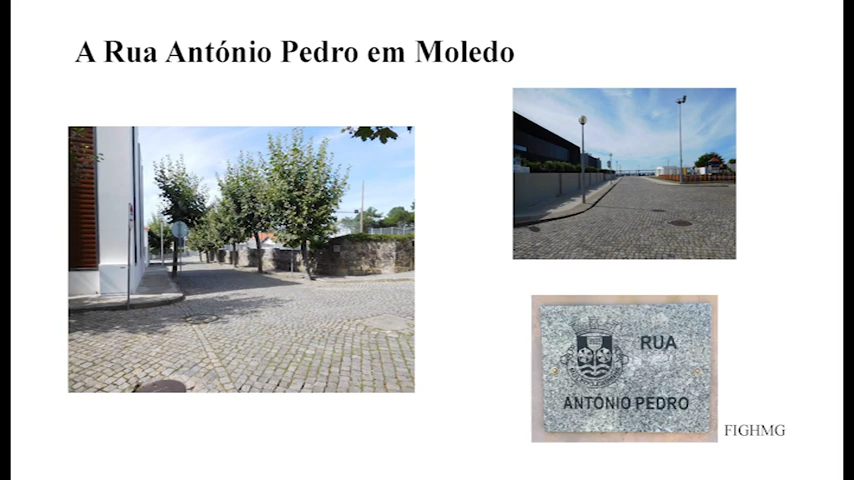 A Rua António Pedro em Moledo
RUA
ANTÓNIO PEDRO
FIGHMG